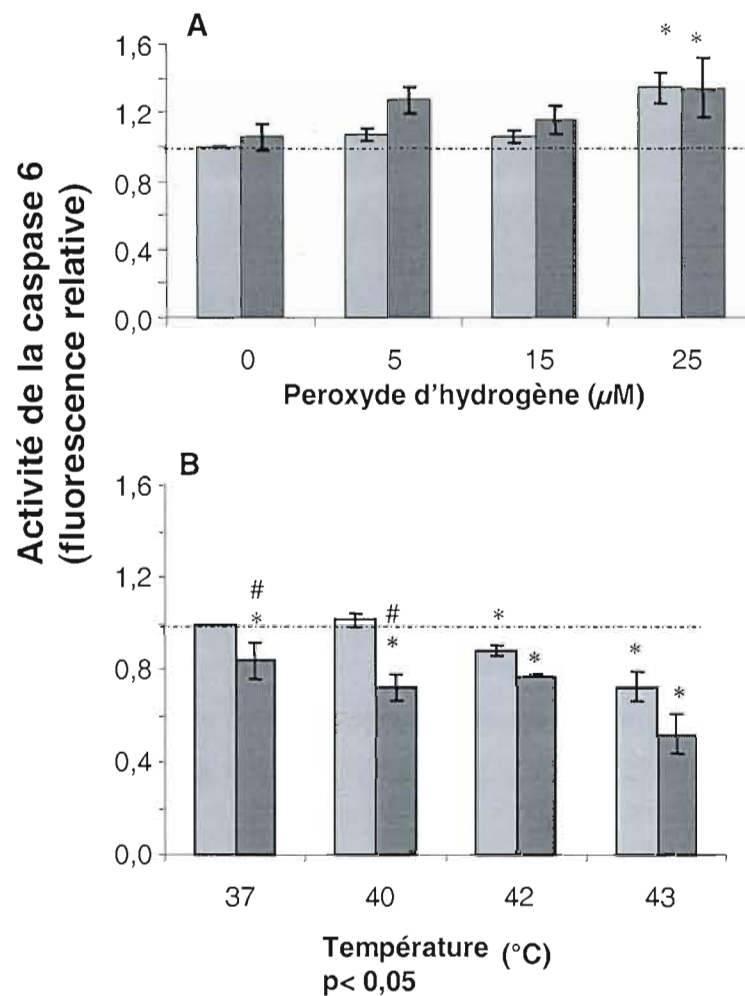 Activité de la caspase 6
(fluorescence relative)
A
1,6
1,2
0,8
0,4
0,0
* *
0 5 15 25
Peroxyde d'hydrogène (µM)
B
1,6
1,2
0,8
0,4
0,0
#
*
#
*
*
*
*
*
37 40 42 43
Température (°C)
p< 0,05